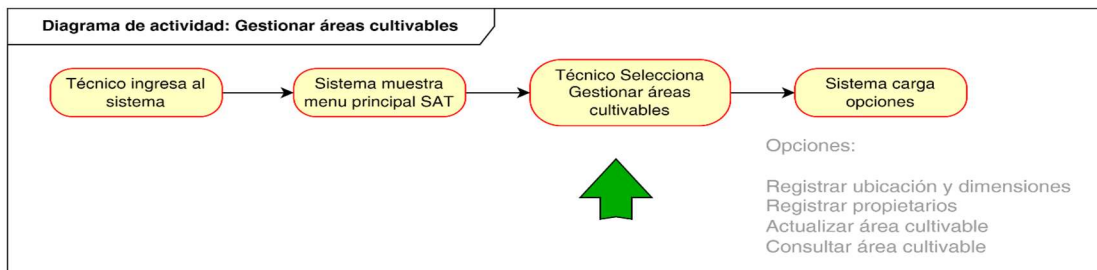 Diagrama de actividad: Gestionar áreas cultivables
Técnico ingresa al
sistema
Sistema muestra
menu principal SAT
Técnico Selecciona
Gestionar áreas
cultivables
Sistema carga
opciones
Opciones:
Registrar ubicación y dimensiones
Registrar propietarios
Actualizar área cultivable
Consultar área cultivable